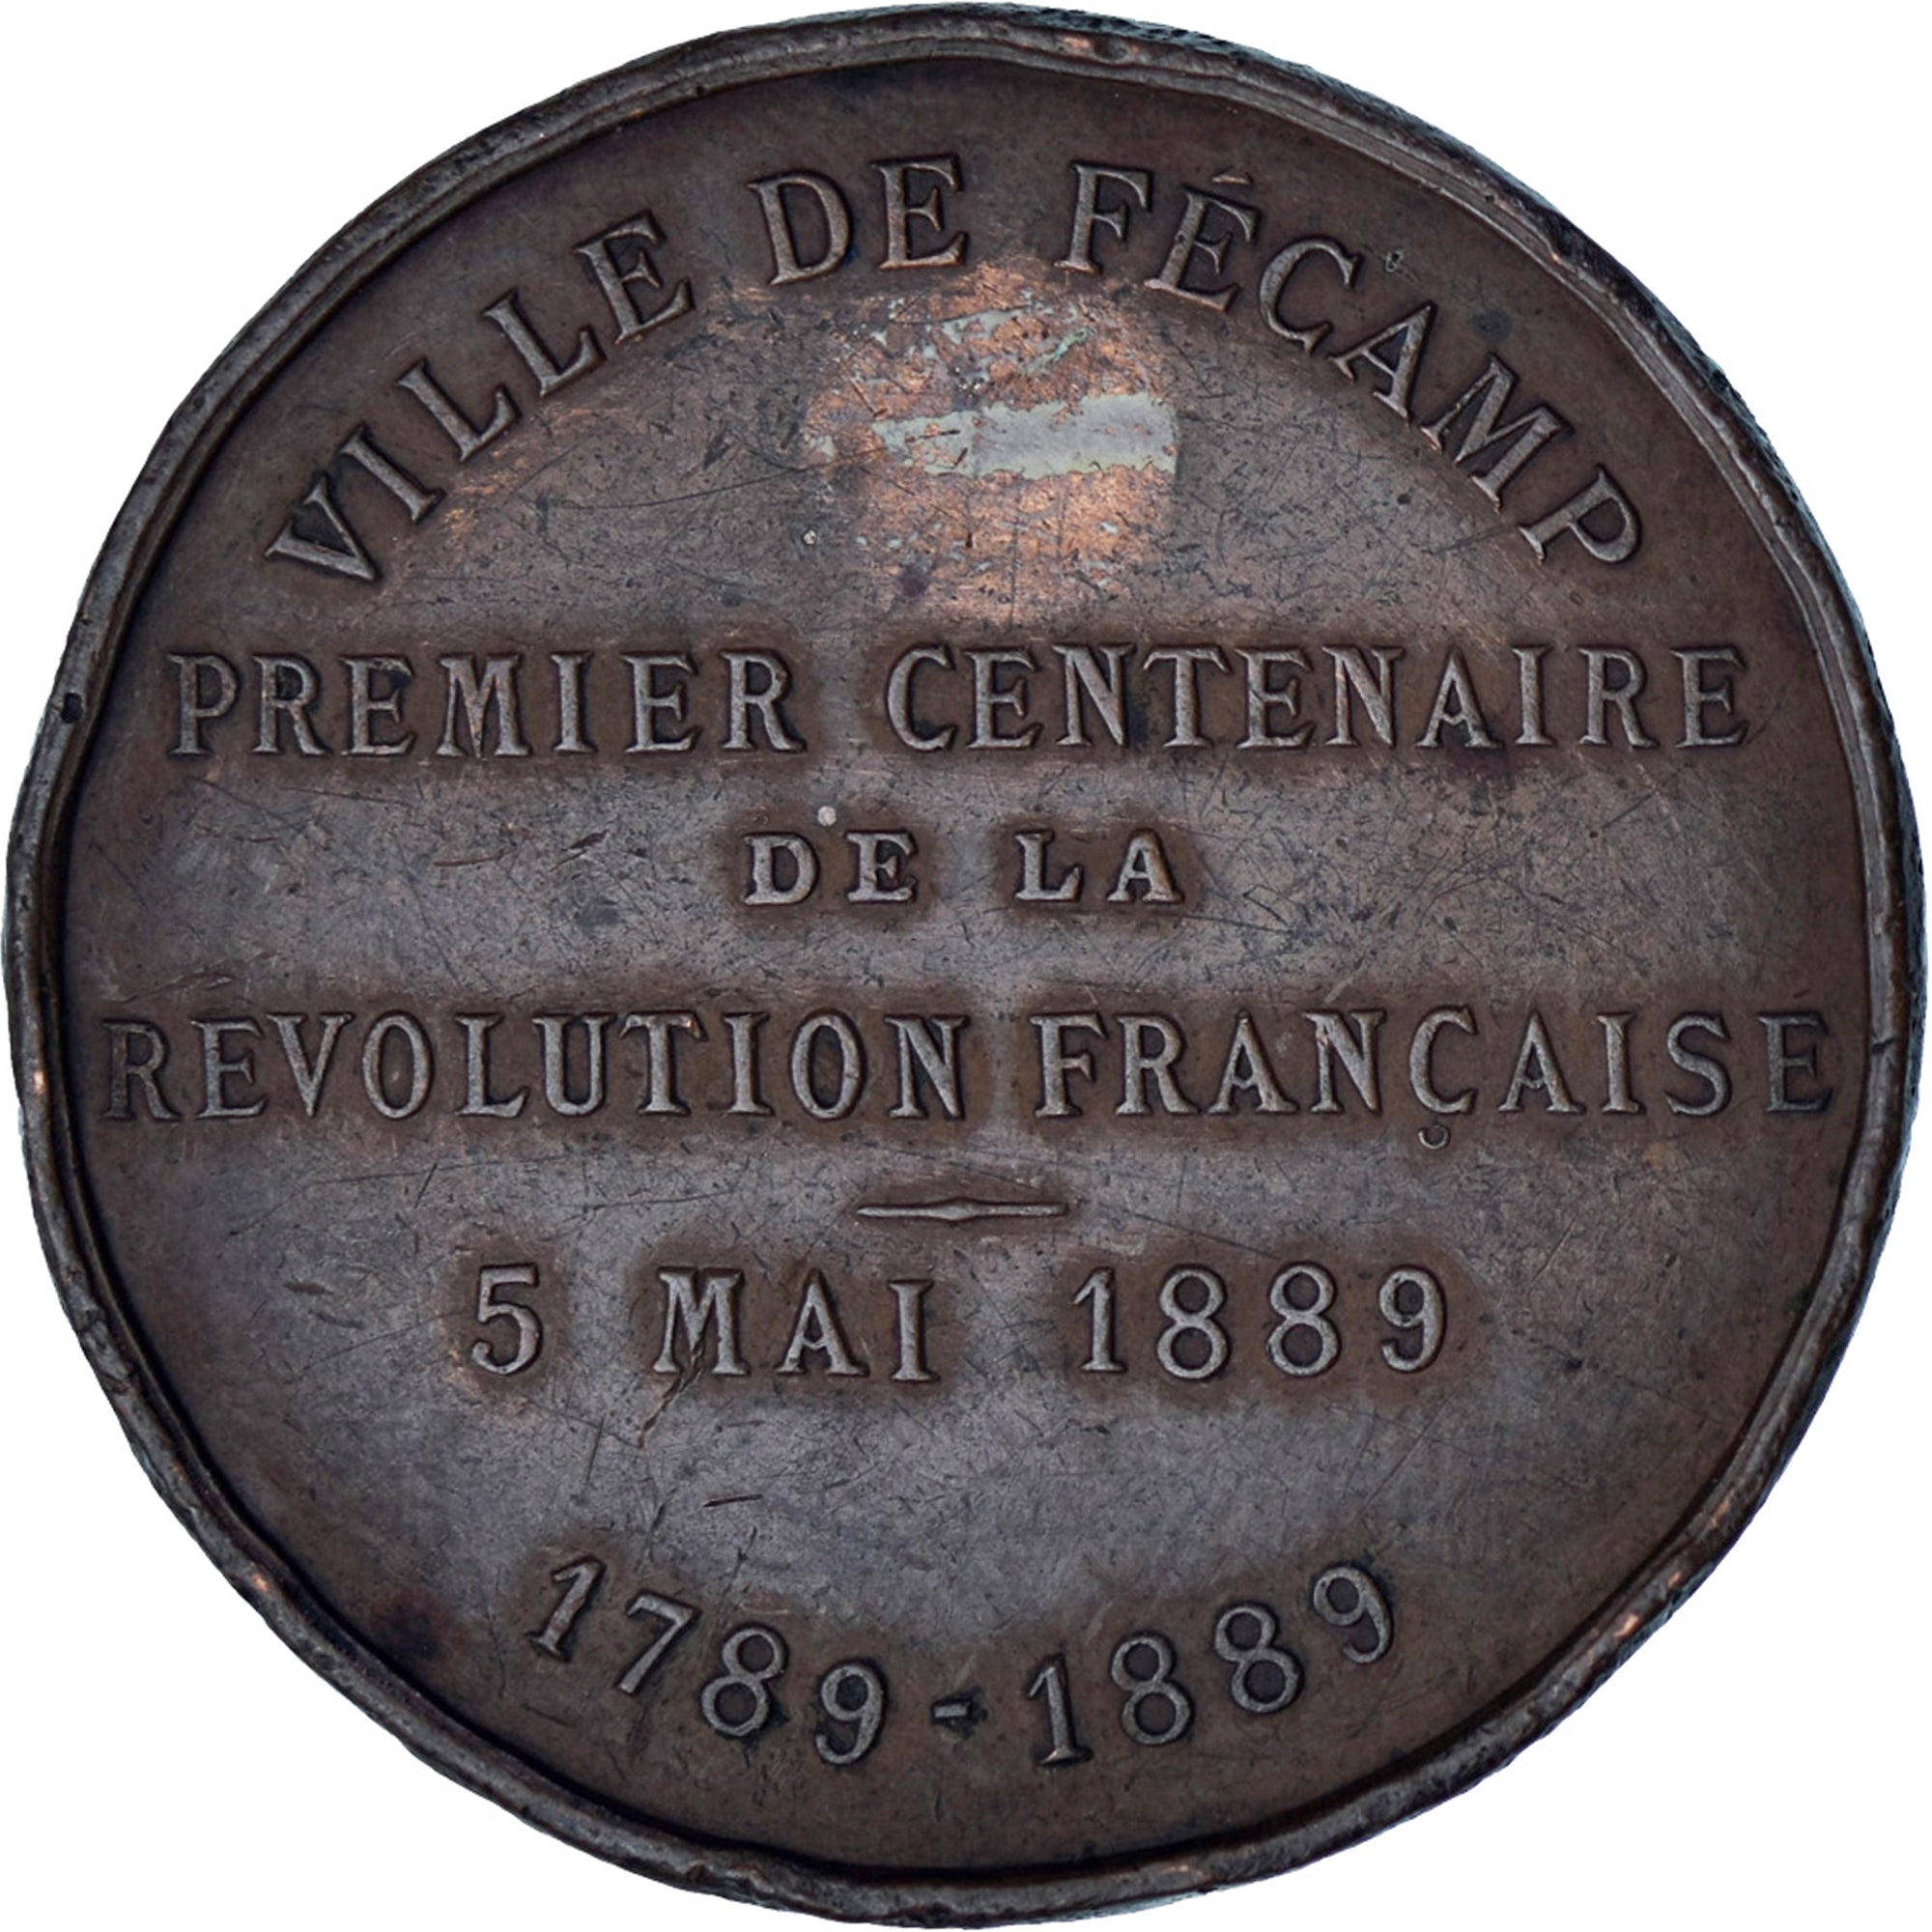 VILLE DE FÉCAMP
PREMIER CENTENAIRE
DE LA
REVOLUTION FRANÇAISE
5 MAI 1889
1789-1889